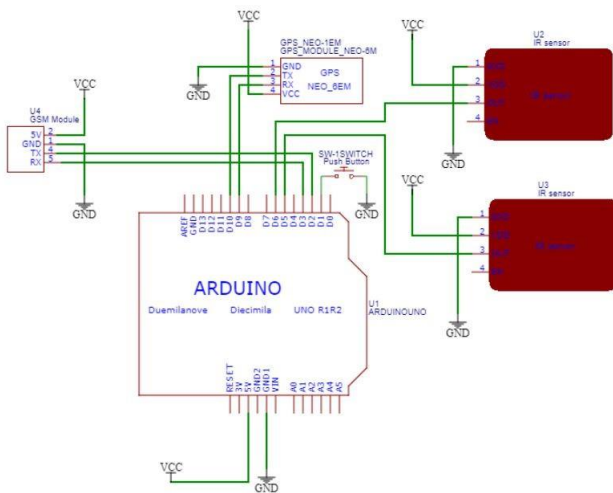 VCC
GPS_NEO-1EM
GPS_MODULE_NEO-6M
1 GND
2 TX
3 RX
4 VCC
GPS
NEO_6EM
GND
VCC
U2
IR sensor
1
2
3
4
IR sensor
GND
U4
GSM Module
VCC
5V 2
GND 1
TX 4
RX 5
GND
SW-1SWITCH
Push Button
GND
VCC
U3
IR sensor
1
2
3
4
IR sensor
GND
AREF
GND
D13
D12
D11
D10
D9
D8
D7
D6
D5
D4
D3
D2
D1
D0
ARDUINO
Duemilanove Diecimila UNO R1R2
U1
ARDUINOUNO
RESET
3V
5V
GND2
GND1
VIN
A0
A1
A2
A3
A4
A5
VCC
GND